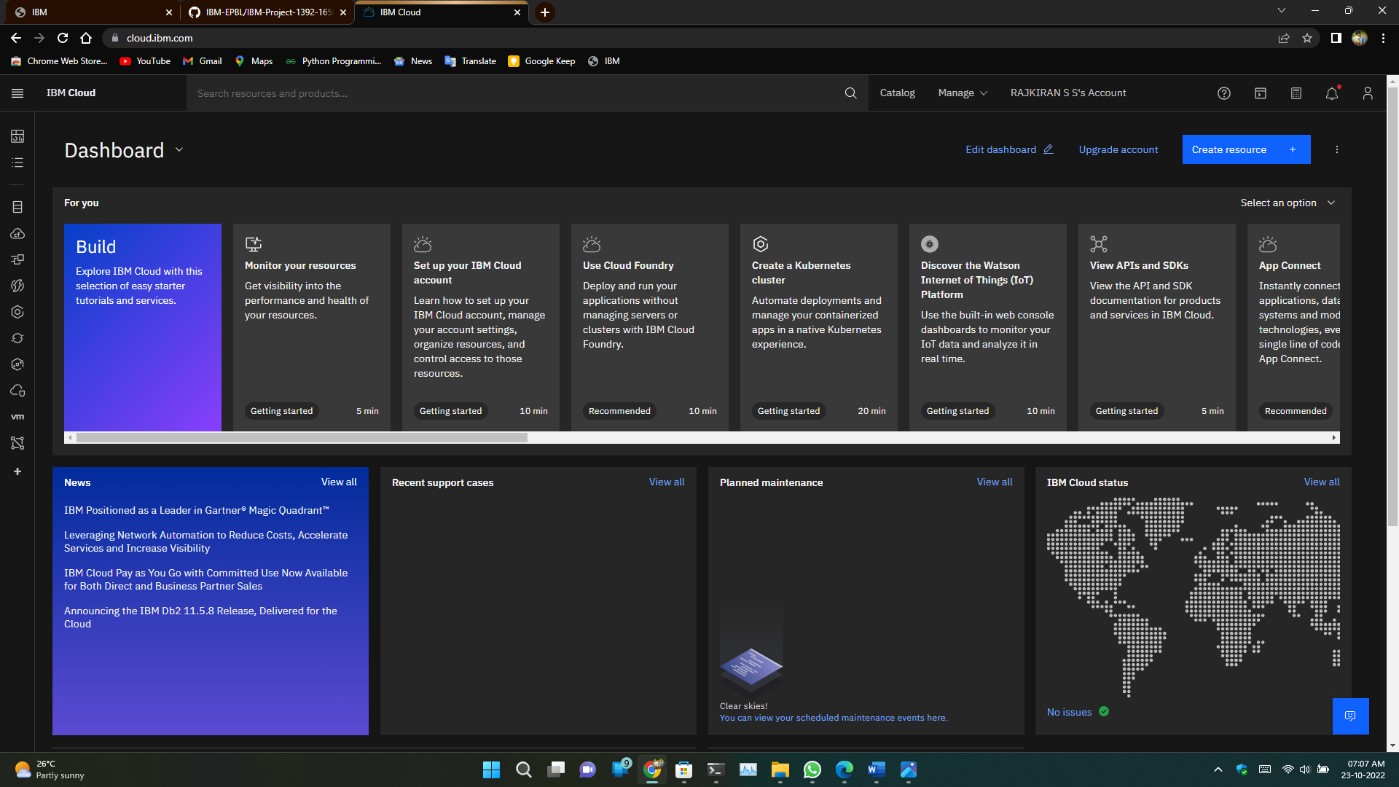 IBM
IBM-EPBL/IBM-Project-1392-165
IBM Cloud
cloud.ibm.com
Chrome Web Store...
YouTube
Gmail
Maps
Python Programmi...
News
Translate
Google Keep
IBM
IBM Cloud
Search resources and products...
Catalog
Manage
RAJKIRAN S S's Account
Dashboard
Edit dashboard
Upgrade account
Create resource +
For you
Select an option
Build
Explore IBM Cloud with this
selection of easy starter
tutorials and services.
Monitor your resources
Get visibility into the
performance and health of
your resources.
Getting started 5 min
Set up your IBM Cloud
account
Learn how to set up your
IBM Cloud account, manage
your account settings,
organize resources, and
control access to those
resources.
Getting started 10 min
Use Cloud Foundry
Deploy and run your
applications without
managing servers or
clusters with IBM Cloud
Foundry.
Recommended 10 min
Create a Kubernetes
cluster
Automate deployments and
manage your containerized
apps in a native Kubernetes
experience.
Getting started 20 min
Discover the Watson
Internet of Things (IoT)
Platform
Use the built-in web console
dashboards to monitor your
IoT data and analyze it in
real time.
Getting started 10 min
View APIs and SDKs
View the API and SDK
documentation for products
and services in IBM Cloud.
Getting started 5 min
App Connect
Instantly connect
applications, data
systems and mod
technologies, eve
single line of code
App Connect.
Recommended
vm
News View all
IBM Positioned as a Leader in Gartner® Magic Quadrant™
Leveraging Network Automation to Reduce Costs, Accelerate
Services and Increase Visibility
IBM Cloud Pay as You Go with Committed Use Now Available
for Both Direct and Business Partner Sales
Announcing the IBM Db2 11.5.8 Release, Delivered for the
Cloud
Recent support cases View all
Planned maintenance View all
Clear skies!
You can view your scheduled maintenance events here.
IBM Cloud status View all
No issues
26°C
Partly sunny
9
07:07 AM
23-10-2022